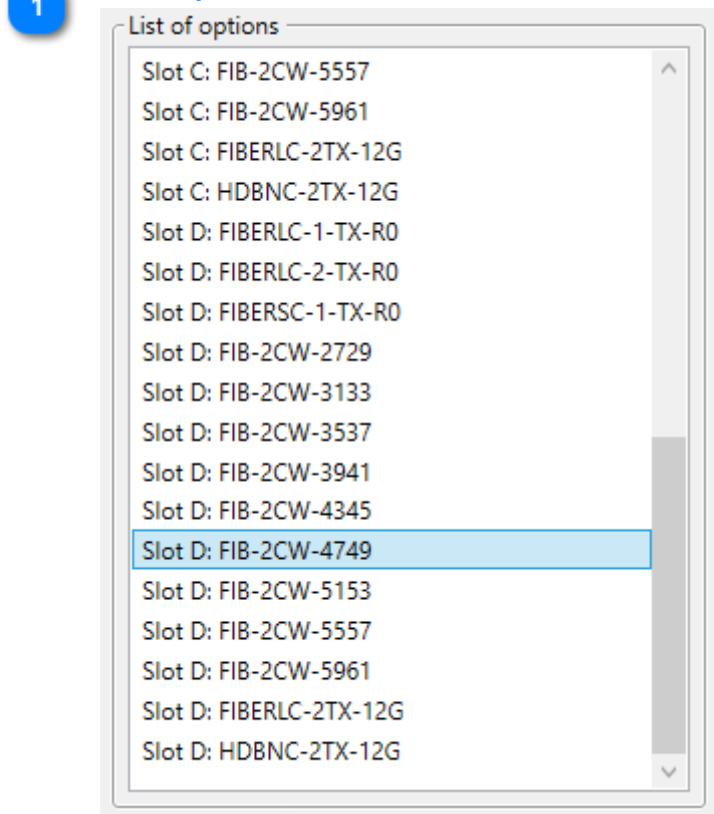 1
List of options
Slot C: FIB-2CW-5557
Slot C: FIB-2CW-5961
Slot C: FIBERLC-2TX-12G
Slot C: HDBNC-2TX-12G
Slot D: FIBERLC-1-TX-R0
Slot D: FIBERLC-2-TX-R0
Slot D: FIBERSC-1-TX-R0
Slot D: FIB-2CW-2729
Slot D: FIB-2CW-3133
Slot D: FIB-2CW-3537
Slot D: FIB-2CW-3941
Slot D: FIB-2CW-4345
Slot D: FIB-2CW-4749
Slot D: FIB-2CW-5153
Slot D: FIB-2CW-5557
Slot D: FIB-2CW-5961
Slot D: FIBERLC-2TX-12G
Slot D: HDBNC-2TX-12G